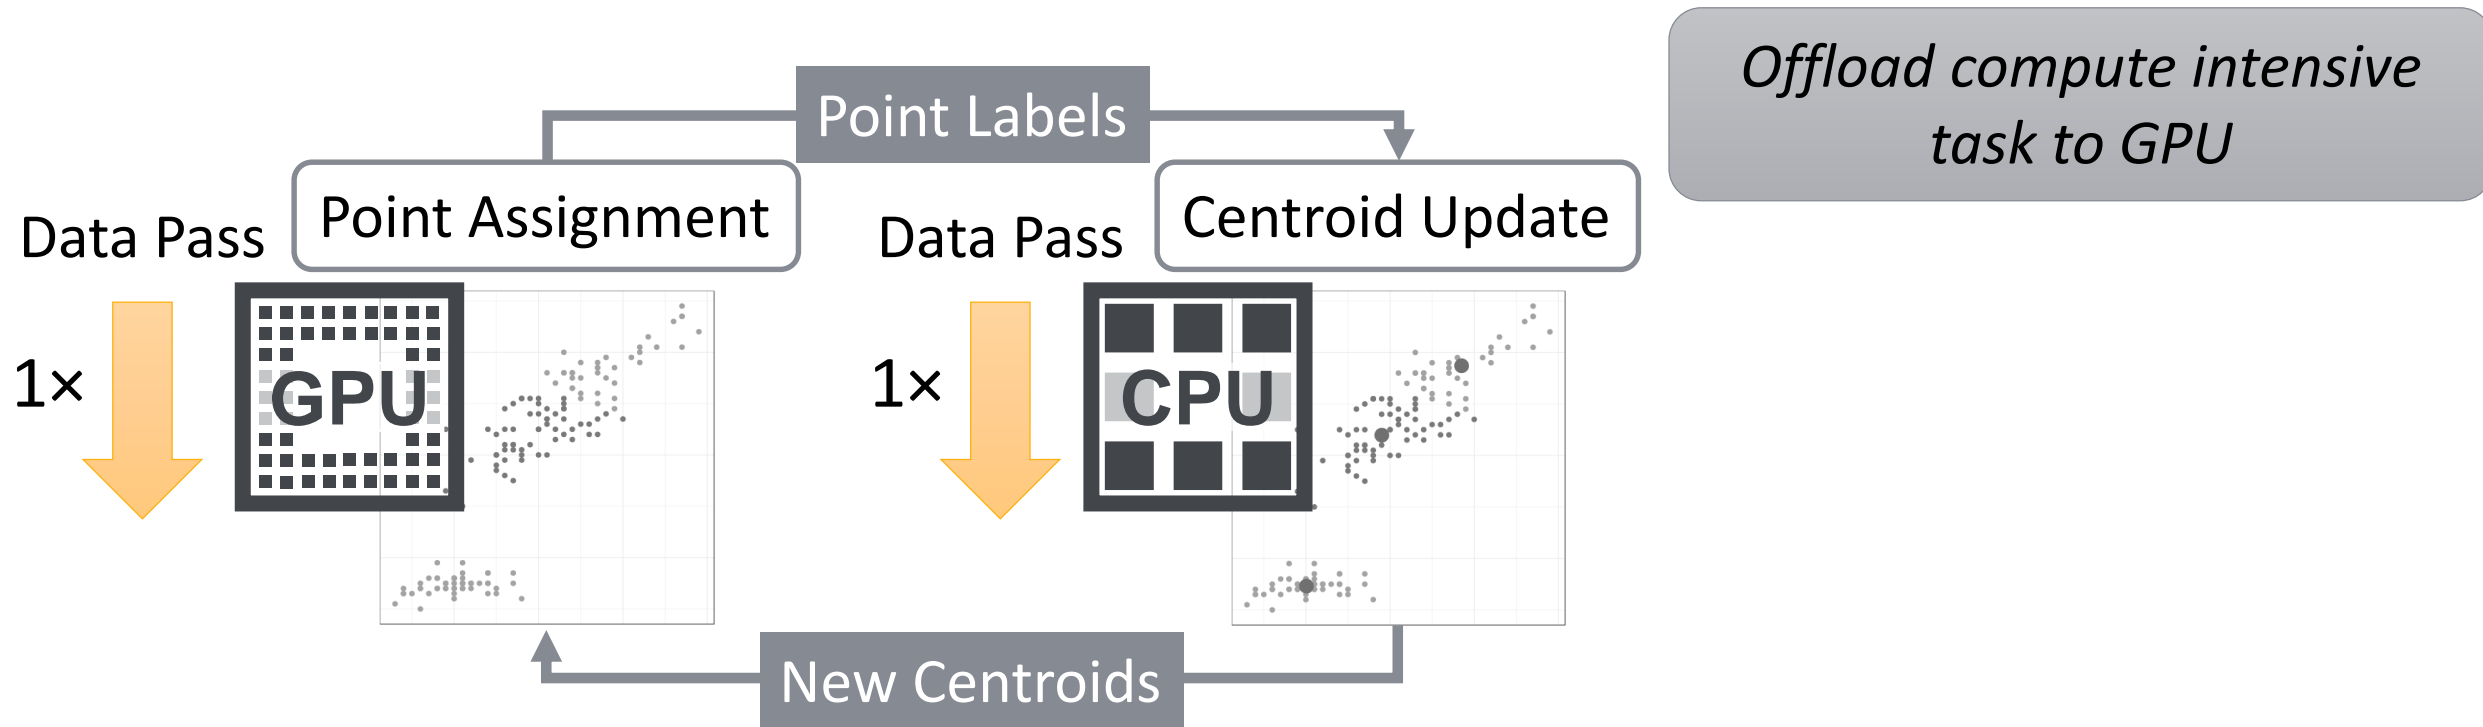 Offload compute intensive
task to GPU
Point Labels
Point Assignment
Centroid Update
Data Pass
Data Pass
1×
GPU
1×
CPU
New Centroids